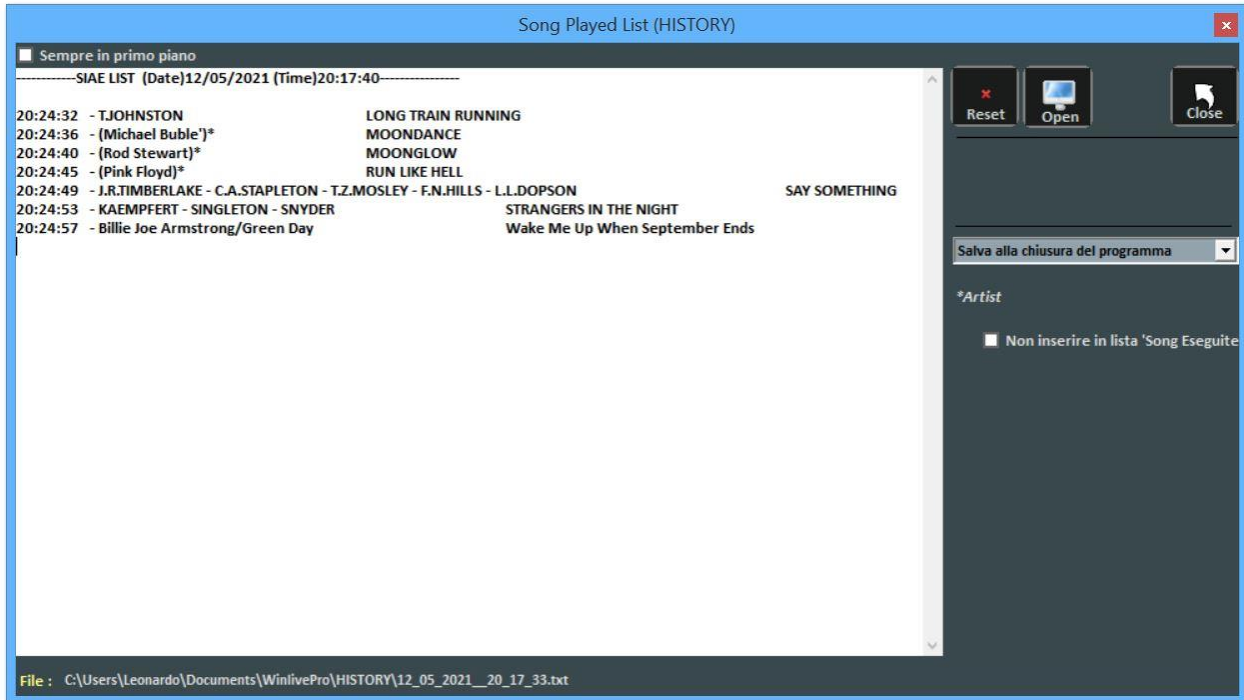 Song Played List (HISTORY)
Sempre in primo piano
------------SIAE LIST (Date)12/05/2021 (Time)20:17:40----------------
20:24:32 - T.JOHNSTON LONG TRAIN RUNNING
20:24:36 - (Michael Buble')* MOONDANCE
20:24:40 - (Rod Stewart)* MOONGLOW
20:24:45 - (Pink Floyd)* RUN LIKE HELL
20:24:49 - J.R.TIMBERLAKE - C.A.STAPLETON - T.Z.MOSLEY - F.N.HILLS - L.L.DOPSON SAY SOMETHING
20:24:53 - KAEMPFERT - SINGLETON - SNYDER STRANGERS IN THE NIGHT
20:24:57 - Billie Joe Armstrong/Green Day Wake Me Up When September Ends
Reset Open Close
Salva alla chiusura del programma
*Artist
Non inserire in lista 'Song Eseguite
File : C:\Users\Leonardo\Documents\WinlivePro\HISTORY\12_05_2021__20_17_33.txt